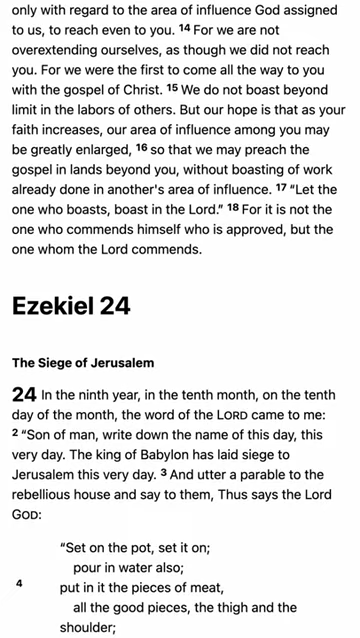 only with regard to the area of influence God assigned
to us, to reach even to you. 14 For we are not
overextending ourselves, as though we did not reach
you. For we were the first to come all the way to you
with the gospel of Christ. 15 We do not boast beyond
limit in the labors of others. But our hope is that as your
faith increases, our area of influence among you may
be greatly enlarged, 16 so that we may preach the
gospel in lands beyond you, without boasting of work
already done in another's area of influence. 17 “Let the
one who boasts, boast in the Lord.” 18 For it is not the
one who commends himself who is approved, but the
one whom the Lord commends.
Ezekiel 24
The Siege of Jerusalem
24 In the ninth year, in the tenth month, on the tenth
day of the month, the word of the LORD came to me:
2 “Son of man, write down the name of this day, this
very day. The king of Babylon has laid siege to
Jerusalem this very day. 3 And utter a parable to the
rebellious house and say to them, Thus says the Lord
GOD:
“Set on the pot, set it on;
pour in water also;
4 put in it the pieces of meat,
all the good pieces, the thigh and the
shoulder;